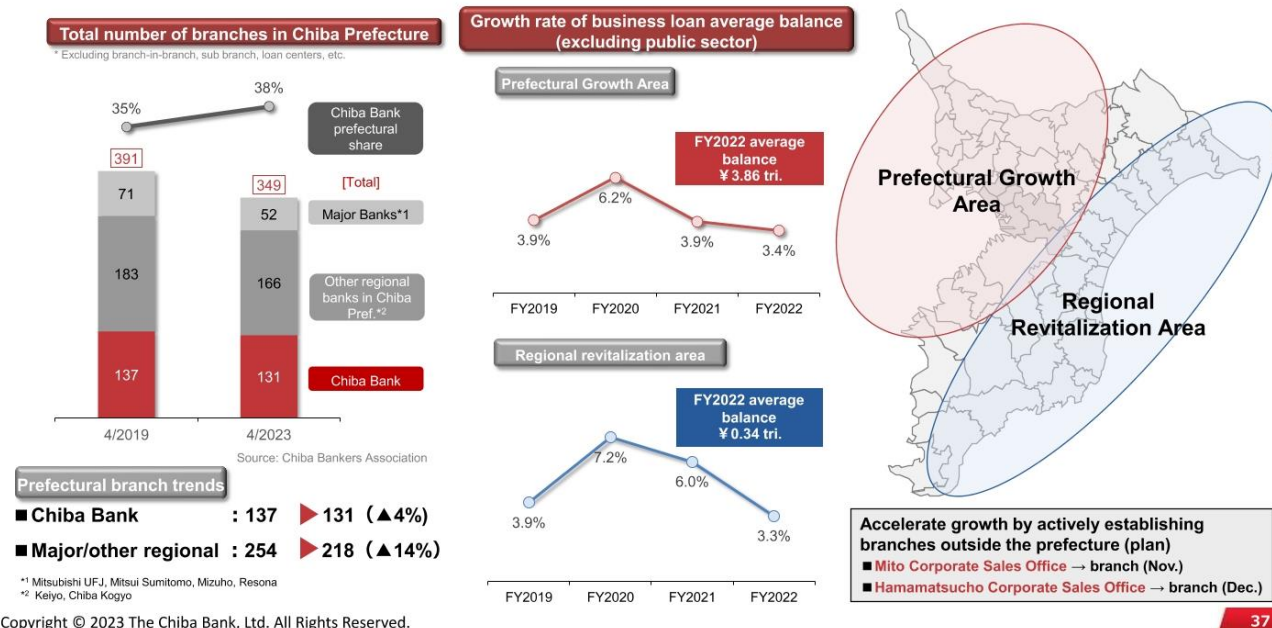 Total number of branches in Chiba Prefecture
* Excluding branch-in-branch, sub branch, loan centers, etc.
35%
38%
Chiba Bank
prefectural
share
391
349
[Total]
71
52
Major Banks*1
183
166
Other regional
banks in Chiba
Pref.*2
137
131
Chiba Bank
4/2019
4/2023
Source: Chiba Bankers Association
Prefectural branch trends
■ Chiba Bank : 137 ▶ 131 (▲4%)
■ Major/other regional : 254 ▶ 218 (▲14%)
*1 Mitsubishi UFJ, Mitsui Sumitomo, Mizuho, Resona
*2 Keiyo, Chiba Kogyo
Growth rate of business loan average balance
(excluding public sector)
Prefectural Growth Area
FY2022 average
balance
¥3.86 tri.
3.9%
6.2%
3.9%
3.4%
FY2019
FY2020
FY2021
FY2022
Regional revitalization area
FY2022 average
balance
¥0.34 tri.
3.9%
7.2%
6.0%
3.3%
FY2019
FY2020
FY2021
FY2022
Prefectural Growth
Area
Regional
Revitalization Area
Accelerate growth by actively establishing
branches outside the prefecture (plan)
■ Mito Corporate Sales Office → branch (Nov.)
■ Hamamatsucho Corporate Sales Office → branch (Dec.)
Copyright © 2023 The Chiba Bank, Ltd. All Rights Reserved.
37